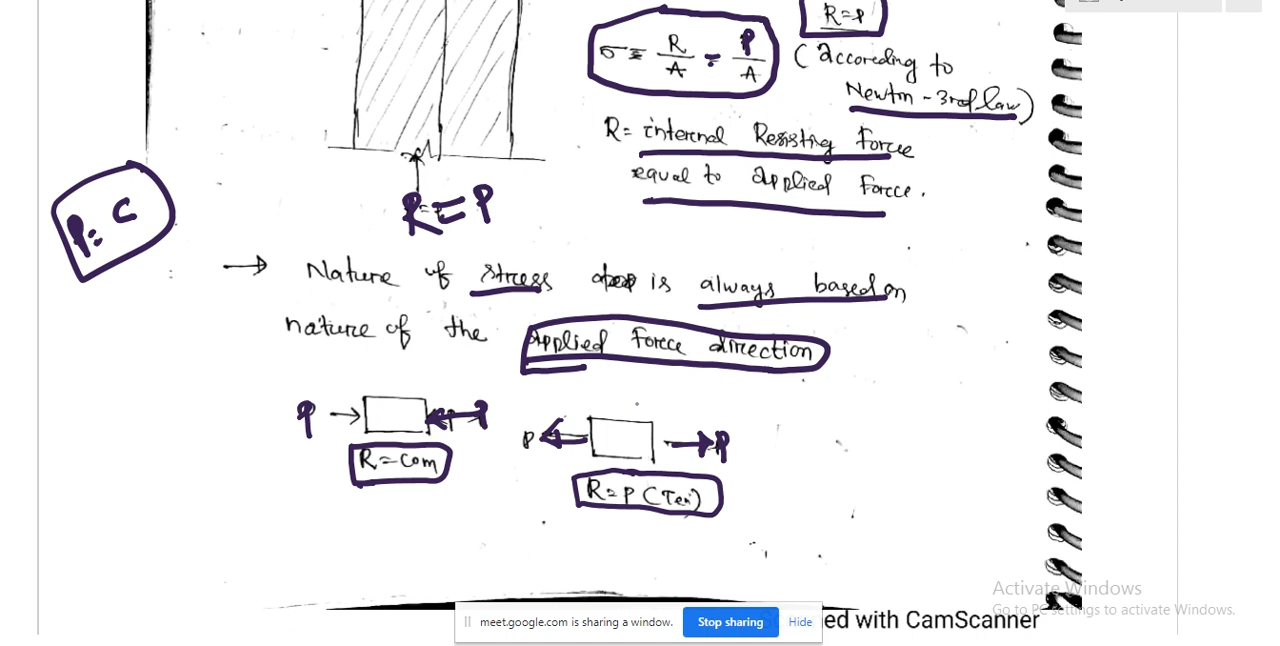 R=P
σ = R/A = P/A
(according to
Newton - 3rd law)
R= internal Resisting Force
equal to applied Force.
R = P
P = C
→ Nature of stress is always based on
nature of the applied Force direction
P → ← P
P ← → P
R = Com
R = P (Ten)
Activate Windows
Go to PC settings to activate Windows.
meet.google.com is sharing a window.
Stop sharing
Hide
ed with CamScanner